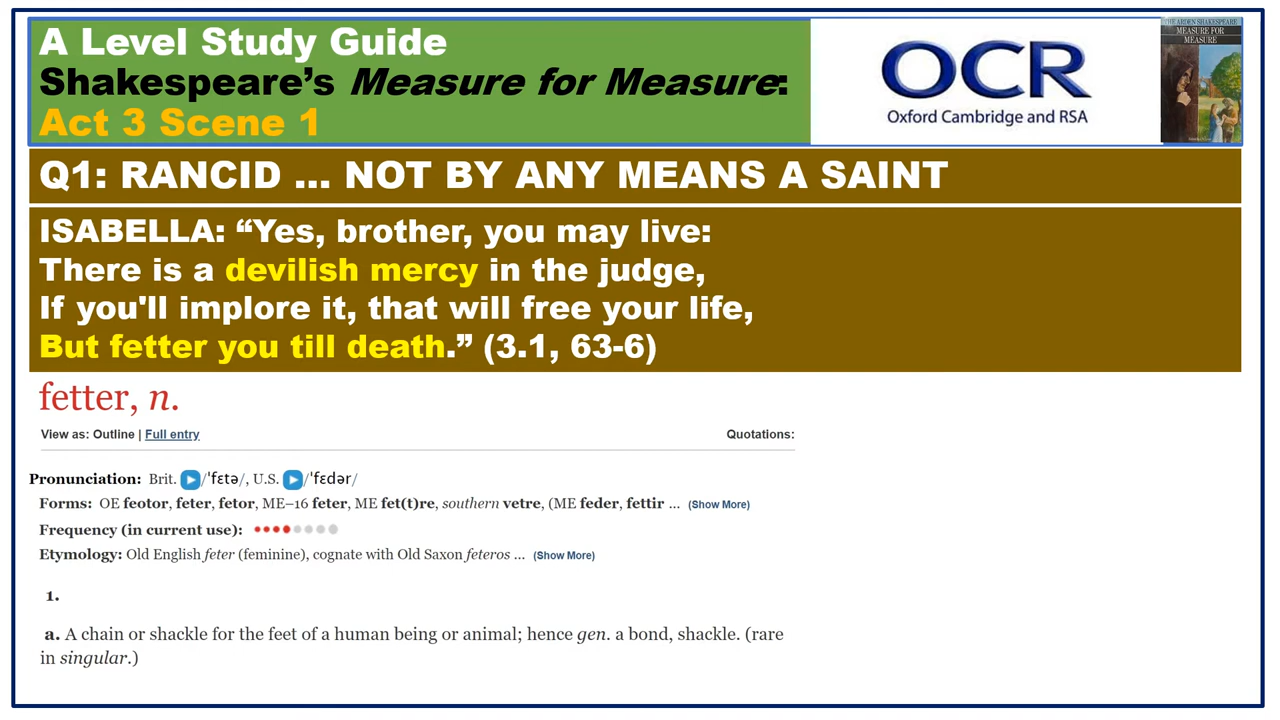 A Level Study Guide
Shakespeare's Measure for Measure:
Act 3 Scene 1
OCR
Oxford Cambridge and RSA
THE ARDEN SHAKESPEARE
MEASURE FOR
MEASURE
Q1: RANCID ... NOT BY ANY MEANS A SAINT
ISABELLA: “Yes, brother, you may live:
There is a devilish mercy in the judge,
If you'll implore it, that will free your life,
But fetter you till death.” (3.1, 63-6)
fetter, n.
View as: Outline | Full entry
Quotations:
Pronunciation: Brit. /ˈfɛtə/, U.S. /ˈfɛdər/
Forms: OE feotor, feter, fetor, ME–16 feter, ME fet(t)re, southern vetre, (ME feder, fettir ... (Show More)
Frequency (in current use):
Etymology: Old English feter (feminine), cognate with Old Saxon feteros ... (Show More)
1.
a. A chain or shackle for the feet of a human being or animal; hence gen. a bond, shackle. (rare
in singular.)